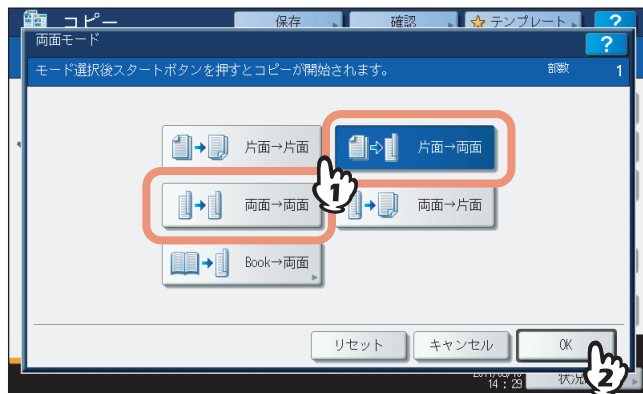 コピー 保存 確認 テンプレート ?
両面モード ?
モード選択後スタートボタンを押すとコピーが開始されます。 部数 1
片面→片面 片面→両面
1
両面→両面 両面→片面
Book→両面
リセット キャンセル OK
14 : 29 状況
2